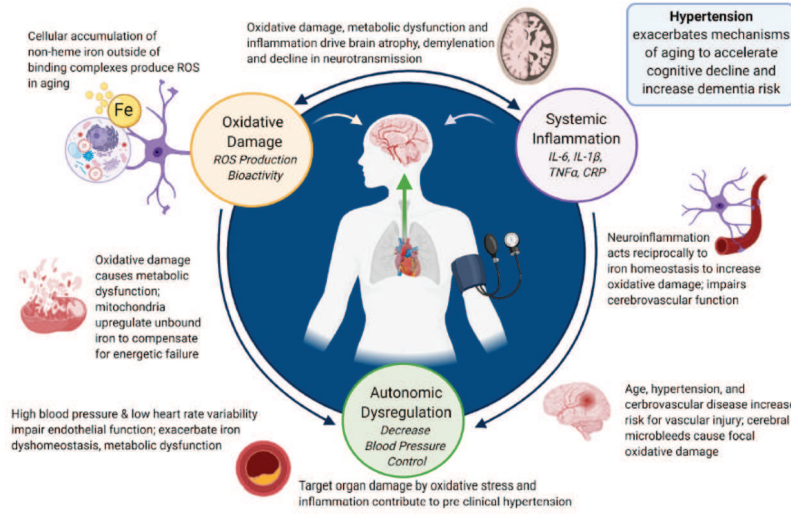 Cellular accumulation of
non-heme iron outside of
binding complexes produce ROS
in aging
Oxidative damage, metabolic dysfunction and
inflammation drive brain atrophy, demylenation
and decline in neurotransmission
Hypertension
exacerbates mechanisms
of aging to accelerate
cognitive decline and
increase dementia risk
Fe
Oxidative
Damage
ROS Production
Bioactivity
Systemic
Inflammation
IL-6, IL-1β,
TNFα, CRP
Neuroinflammation
acts reciprocally to
iron homeostasis to increase
oxidative damage; impairs
cerebrovascular function
Oxidative damage
causes metabolic
dysfunction;
mitochondria
upregulate unbound
iron to compensate
for energetic failure
Autonomic
Dysregulation
Decrease
Blood Pressure
Control
Age, hypertension, and
cerbrovascular disease increase
risk for vascular injury; cerebral
microbleeds cause focal
oxidative damage
High blood pressure & low heart rate variability
impair endothelial function; exacerbate iron
dyshomeostasis, metabolic dysfunction
Target organ damage by oxidative stress and
inflammation contribute to pre clinical hypertension